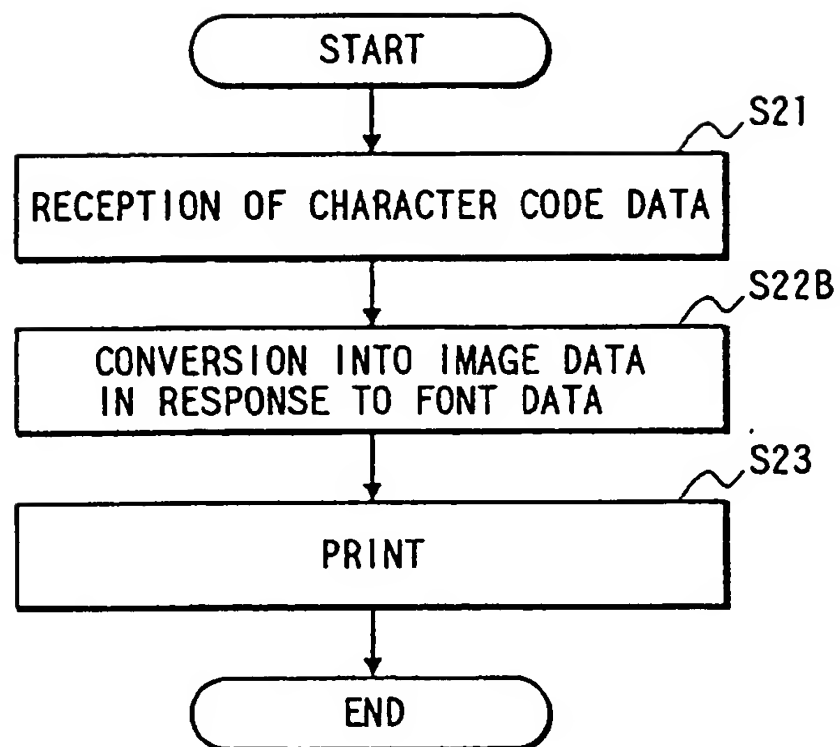 START
S21
RECEPTION OF CHARACTER CODE DATA
S22B
CONVERSION INTO IMAGE DATA
IN RESPONSE TO FONT DATA
S23
PRINT
END